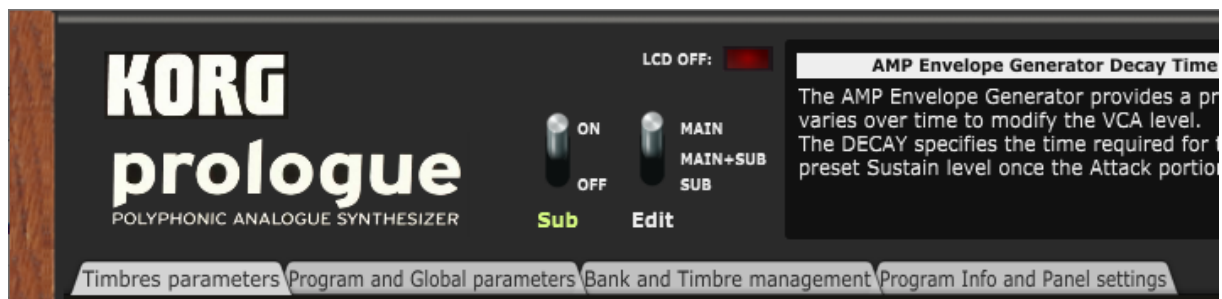 KORG
prologue
POLYPHONIC ANALOGUE SYNTHESIZER
ON
OFF
Sub
LCD OFF:
MAIN
MAIN+SUB
SUB
Edit
AMP Envelope Generator Decay Time
The AMP Envelope Generator provides a pr
varies over time to modify the VCA level.
The DECAY specifies the time required for t
preset Sustain level once the Attack portion
Timbres parameters Program and Global parameters Bank and Timbre management Program Info and Panel settings